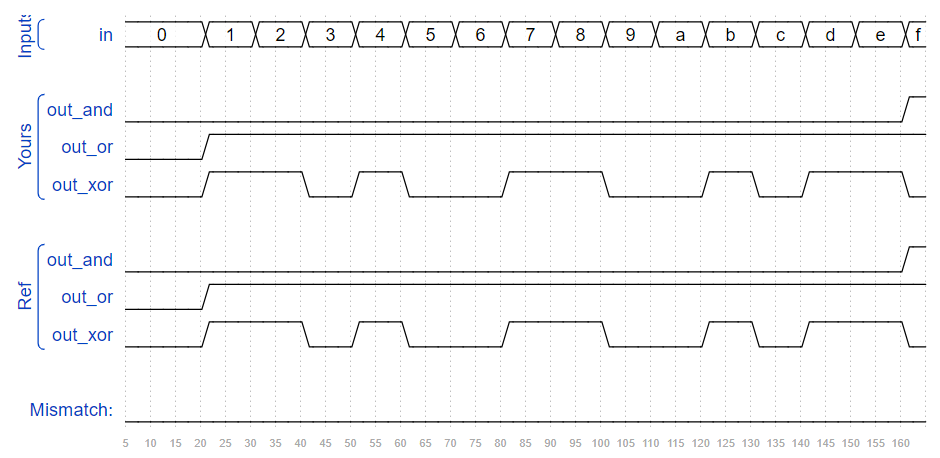 Inputs
in 0 1 2 3 4 5 6 7 8 9 a b c d e f
Yours
out_and
out_or
out_xor
Ref
out_and
out_or
out_xor
Mismatch:
5 10 15 20 25 30 35 40 45 50 55 60 65 70 75 80 85 90 95 100 105 110 115 120 125 130 135 140 145 150 155 160